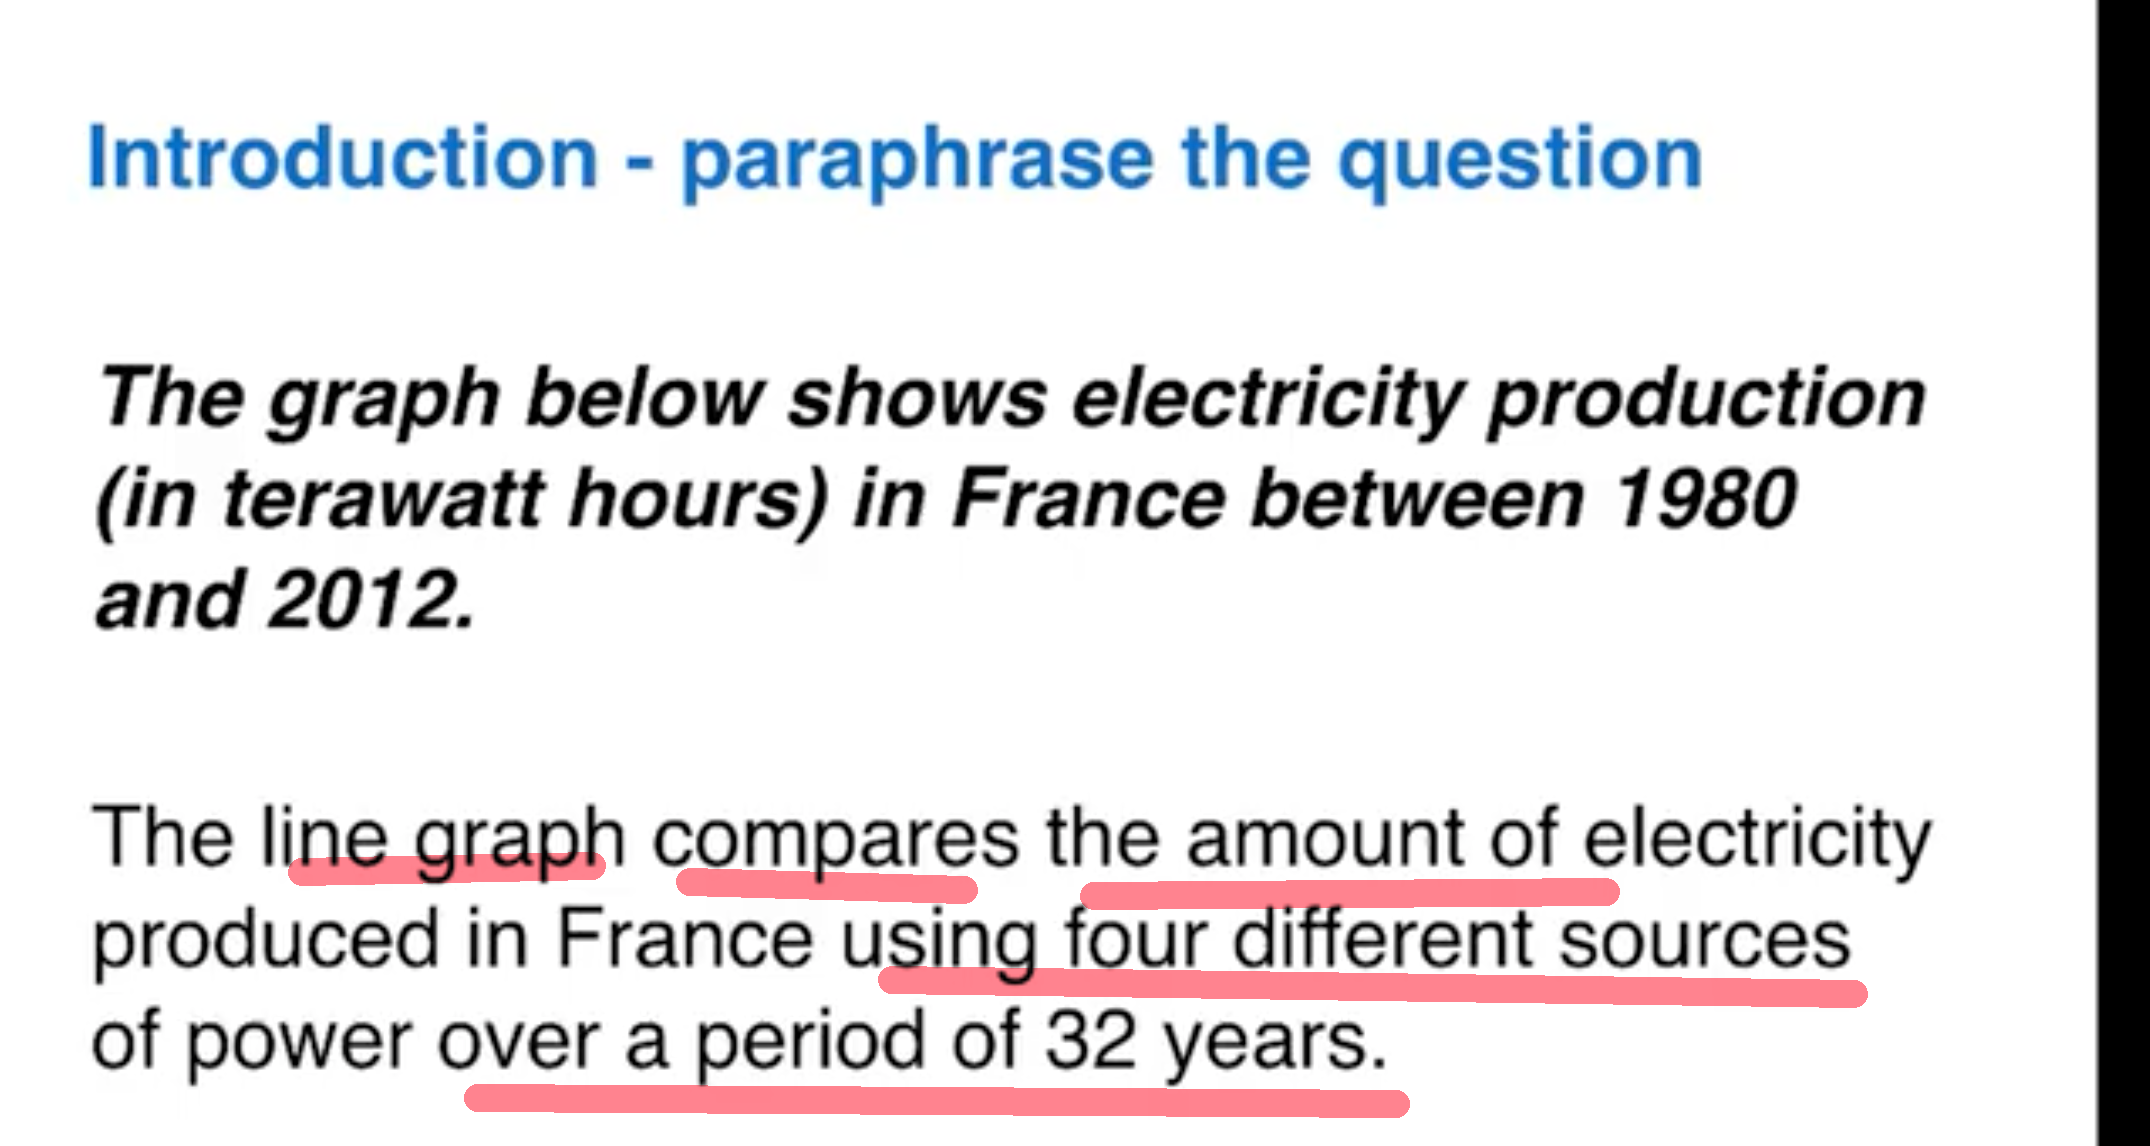 Introduction - paraphrase the question
The graph below shows electricity production
(in terawatt hours) in France between 1980
and 2012.
The line graph compares the amount of electricity
produced in France using four different sources
of power over a period of 32 years.